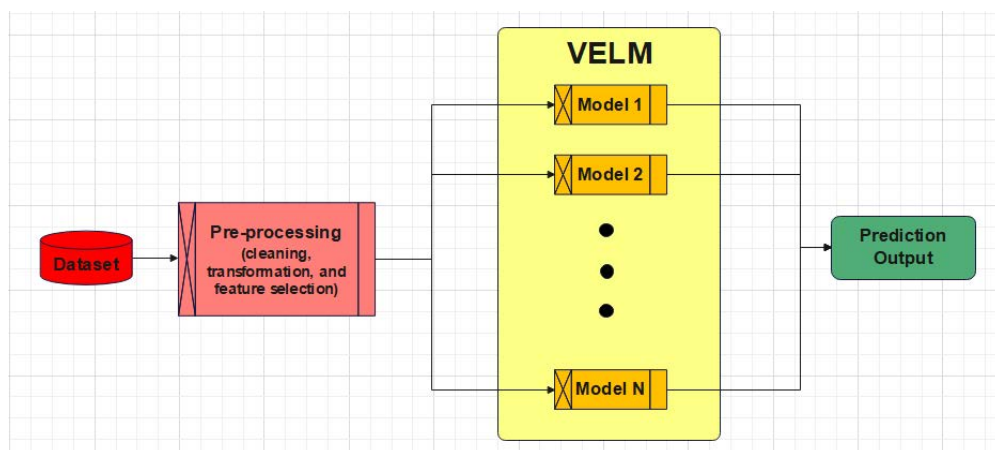 VELM
Model 1
Model 2
Model N
Dataset
Pre-processing
(cleaning,
transformation, and
feature selection)
Prediction
Output